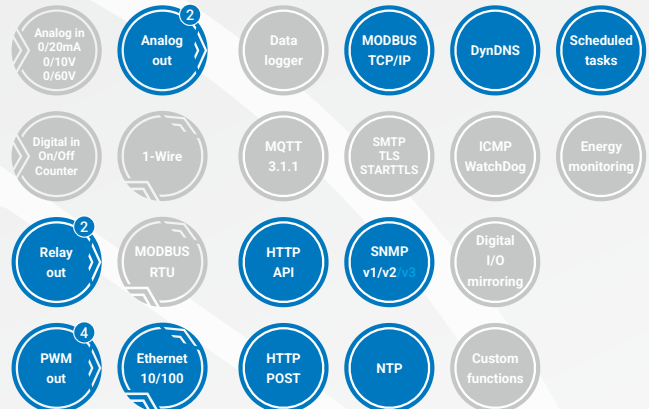 Analog in
0/20mA
0/10V
0/60V
2
Analog
out
Data
logger
MODBUS
TCP/IP
DynDNS
Scheduled
tasks
Digital in
On/Off
Counter
1-Wire
MQTT
3.1.1
SMTP
TLS
STARTTLS
ICMP
WatchDog
Energy
monitoring
2
Relay
out
MODBUS
RTU
HTTP
API
SNMP
v1/v2/v3
Digital
I/O
mirroring
4
PWM
out
Ethernet
10/100
HTTP
POST
NTP
Custom
functions